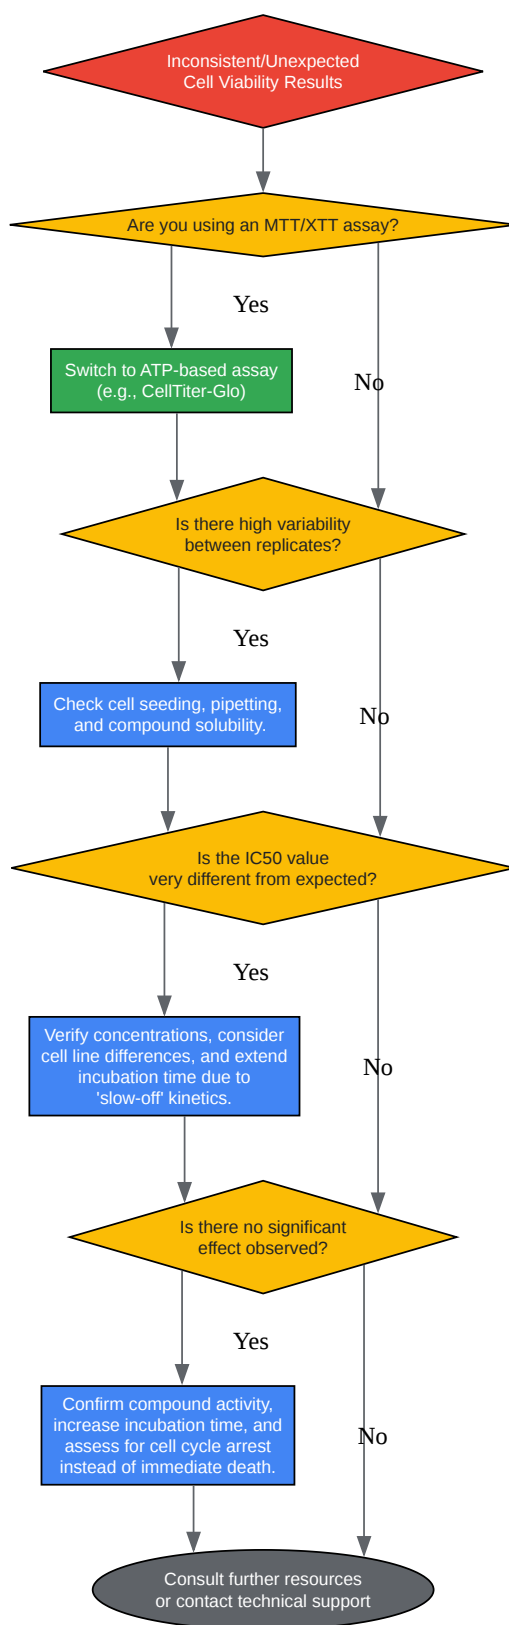 Inconsistent/Unexpected
Cell Viability Results
Are you using an MTT/XTT assay?
Yes
Switch to ATP-based assay
(e.g., CellTiter-Glo)
No
Is there high variability
between replicates?
Yes
Check cell seeding, pipetting,
and compound solubility.
No
Is the IC50 value
very different from expected?
Yes
Verify concentrations, consider
cell line differences, and extend
incubation time due to
'slow-off' kinetics.
No
Is there no significant
effect observed?
Yes
Confirm compound activity,
increase incubation time, and
assess for cell cycle arrest
instead of immediate death.
No
Consult further resources
or contact technical support